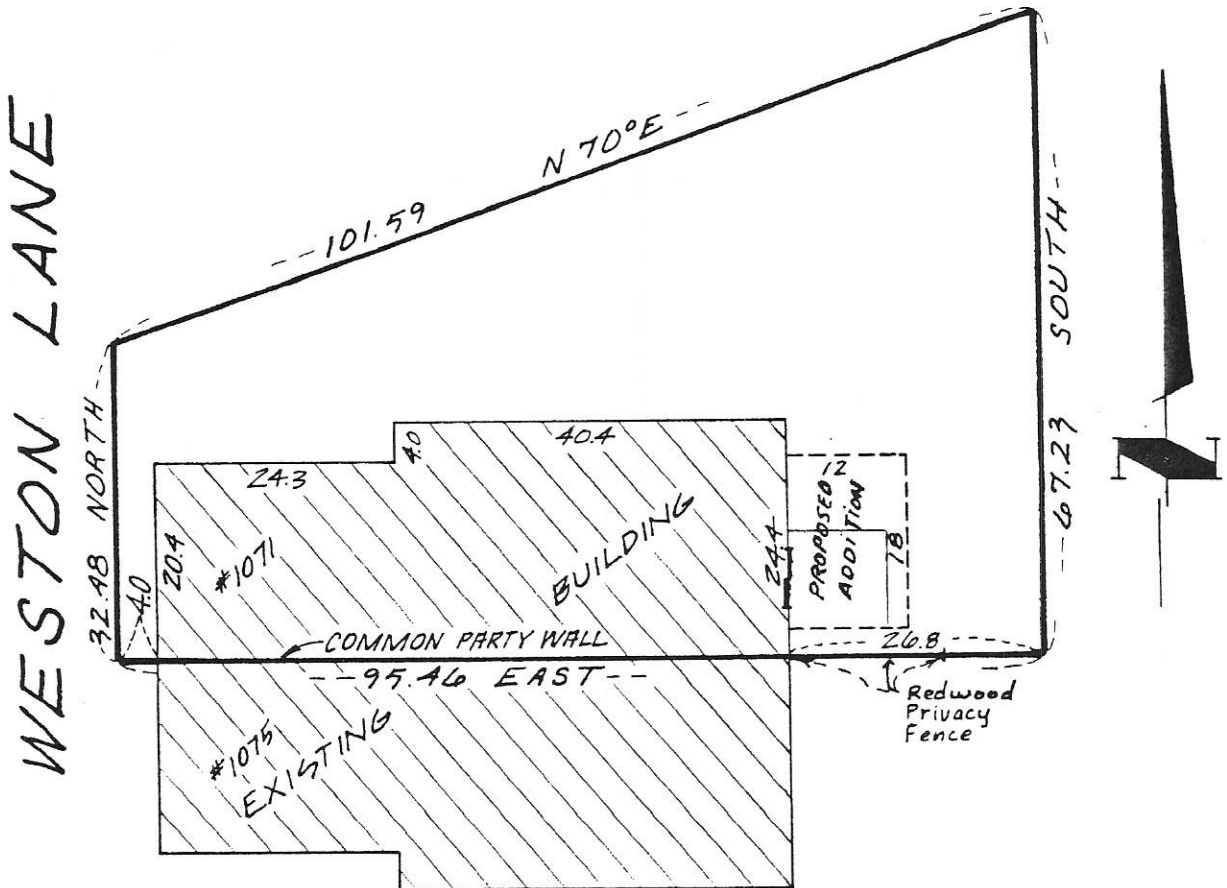 WESTON LANE
N 70°E
101.59
SOUTH
67.23
NORTH
32.48
4.0
20.4
24.3
4.0
40.4
24.4
#1071
BUILDING
PROPOSED
ADDITION
12
18
COMMON PARTY WALL
95.46 EAST
26.8
Redwood
Privacy
Fence
#1075
EXISTING